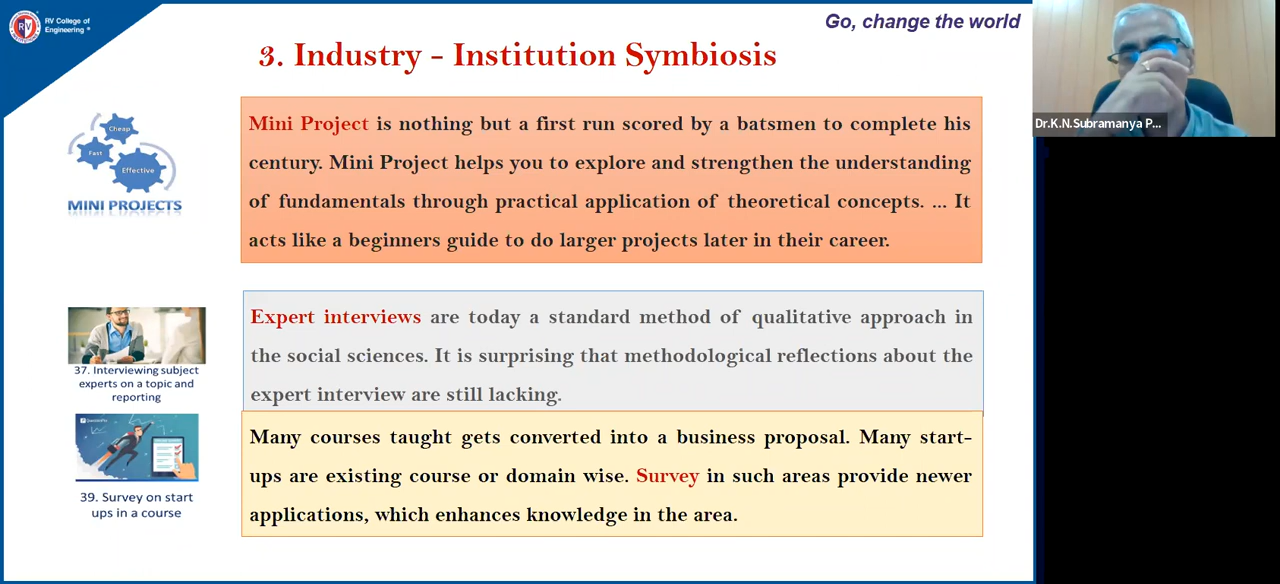 RV College of
Engineering
Go, change the world
3. Industry - Institution Symbiosis
Cheap
Fast
Effective
MINI PROJECTS
Mini Project is nothing but a first run scored by a batsmen to complete his
century. Mini Project helps you to explore and strengthen the understanding
of fundamentals through practical application of theoretical concepts. ... It
acts like a beginners guide to do larger projects later in their career.
Expert interviews are today a standard method of qualitative approach in
the social sciences. It is surprising that methodological reflections about the
expert interview are still lacking.
37. Interviewing subject
experts on a topic and
reporting
Many courses taught gets converted into a business proposal. Many start-
ups are existing course or domain wise. Survey in such areas provide newer
applications, which enhances knowledge in the area.
39. Survey on start
ups in a course
Dr.K.N.Subramanya P...